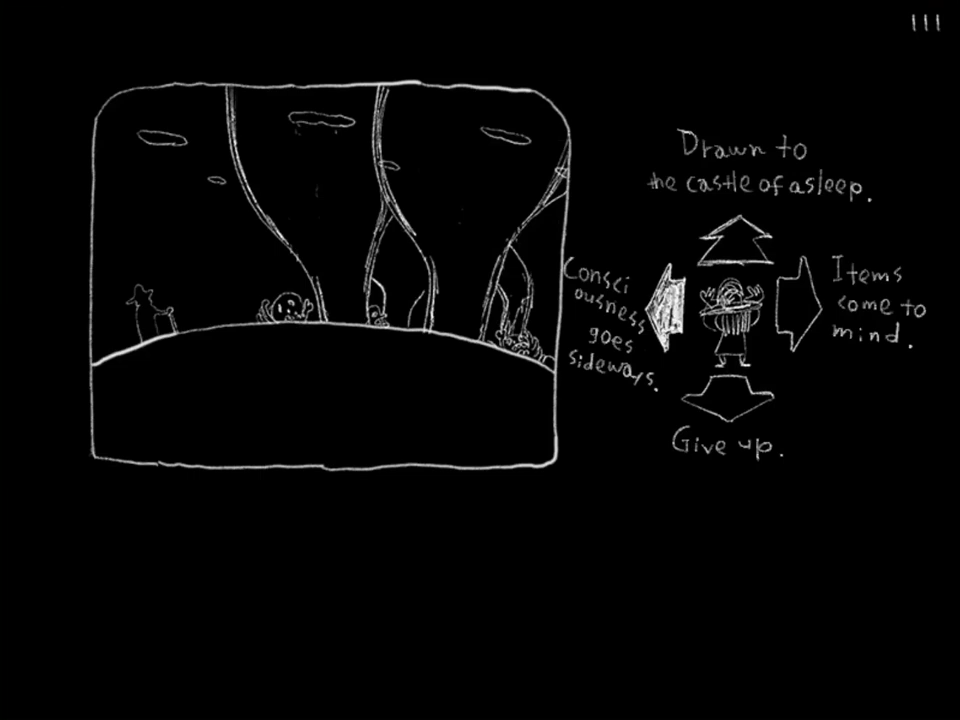 Drawn to
the castle of asleep.
Consci
ousness
goes
sideways.
Items
come to
mind.
Give up.